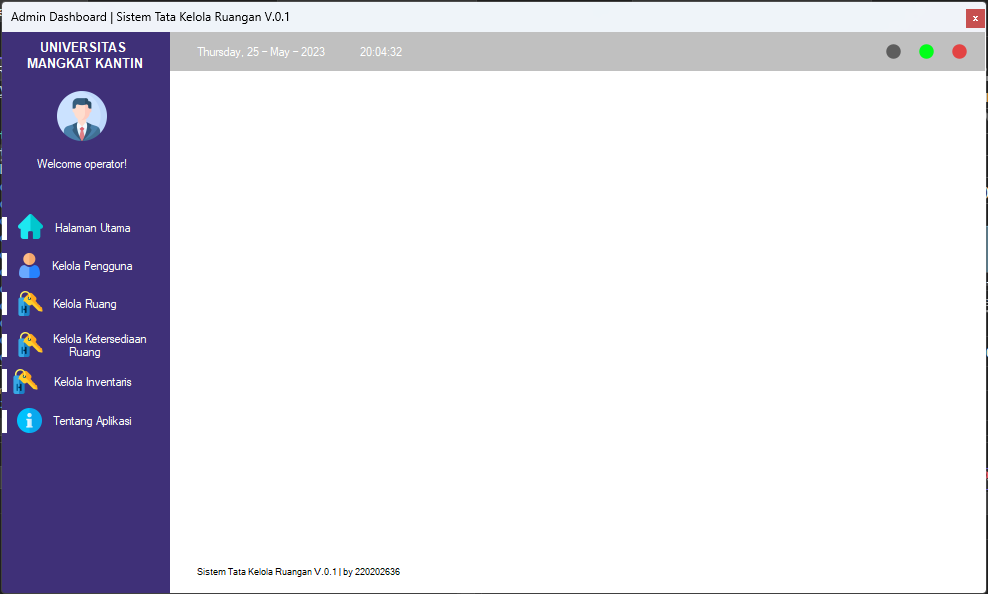 Admin Dashboard | Sistem Tata Kelola Ruangan V.0.1
x
UNIVERSITAS
MANGKAT KANTIN
Thursday, 25 – May – 2023
20:04:32
Welcome operator!
Halaman Utama
Kelola Pengguna
Kelola Ruang
Kelola Ketersediaan
Ruang
Kelola Inventaris
Tentang Aplikasi
Sistem Tata Kelola Ruangan V.0.1 | by 220202636